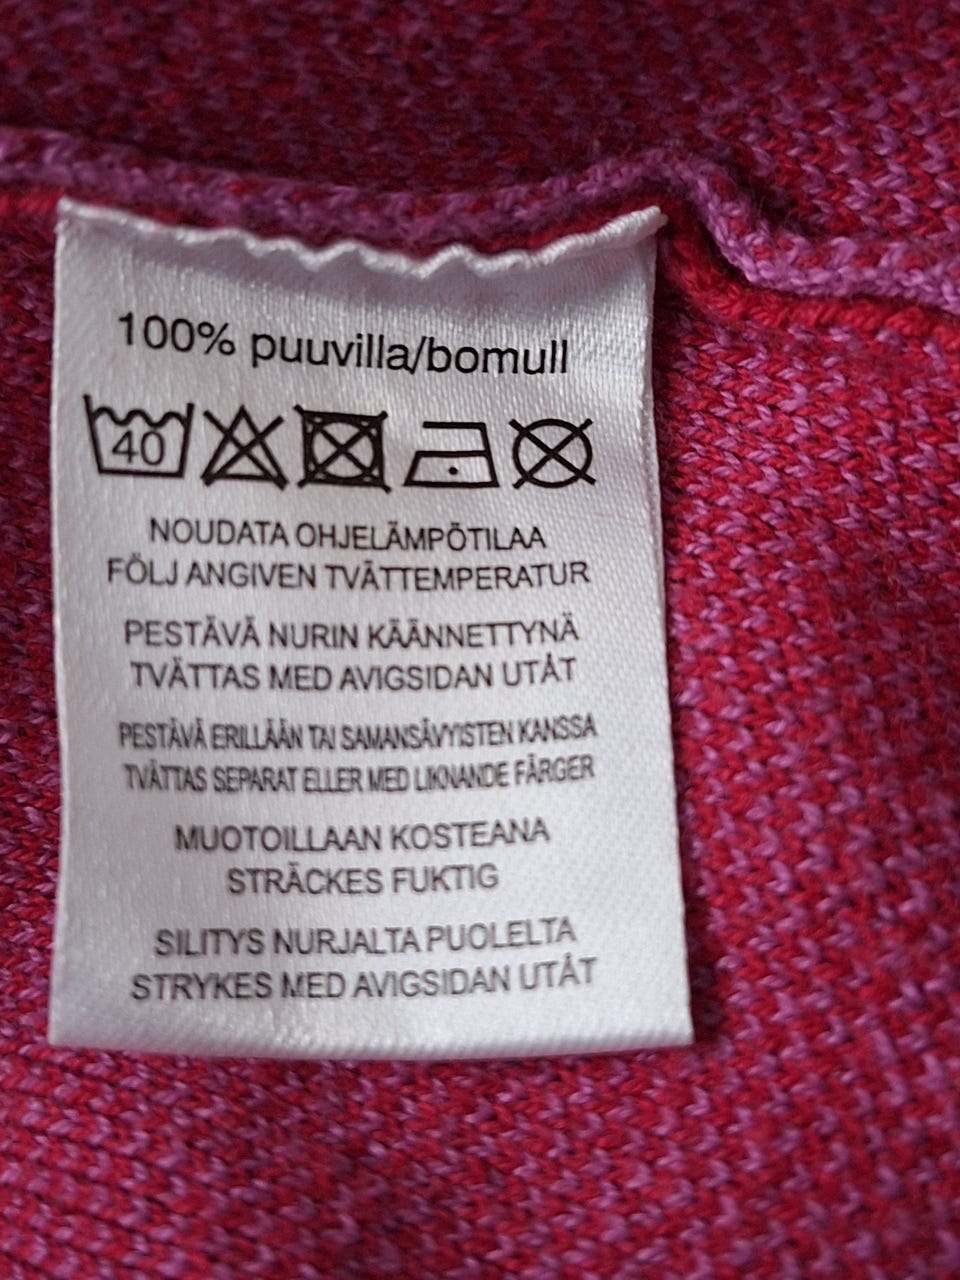 100% puuvilla/bomull
40
NOUDATA OHJELÄMPÖTILAA
FÖLJ ANGIVEN TVÄTTEMPERATUR
PESTÄVÄ NURIN KÄÄNNETTYNÄ
TVÄTTAS MED AVIGSIDAN UTÅT
PESTÄVÄ ERILLÄÄN TAI SAMANSÄVYISTEN KANSSA
TVÄTTAS SEPARAT ELLER MED LIKNANDE FÄRGER
MUOTOILLAAN KOSTEANA
STRÄCKES FUKTIG
SILITYS NURJALTA PUOLELTA
STRYKES MED AVIGSIDAN UTÅT